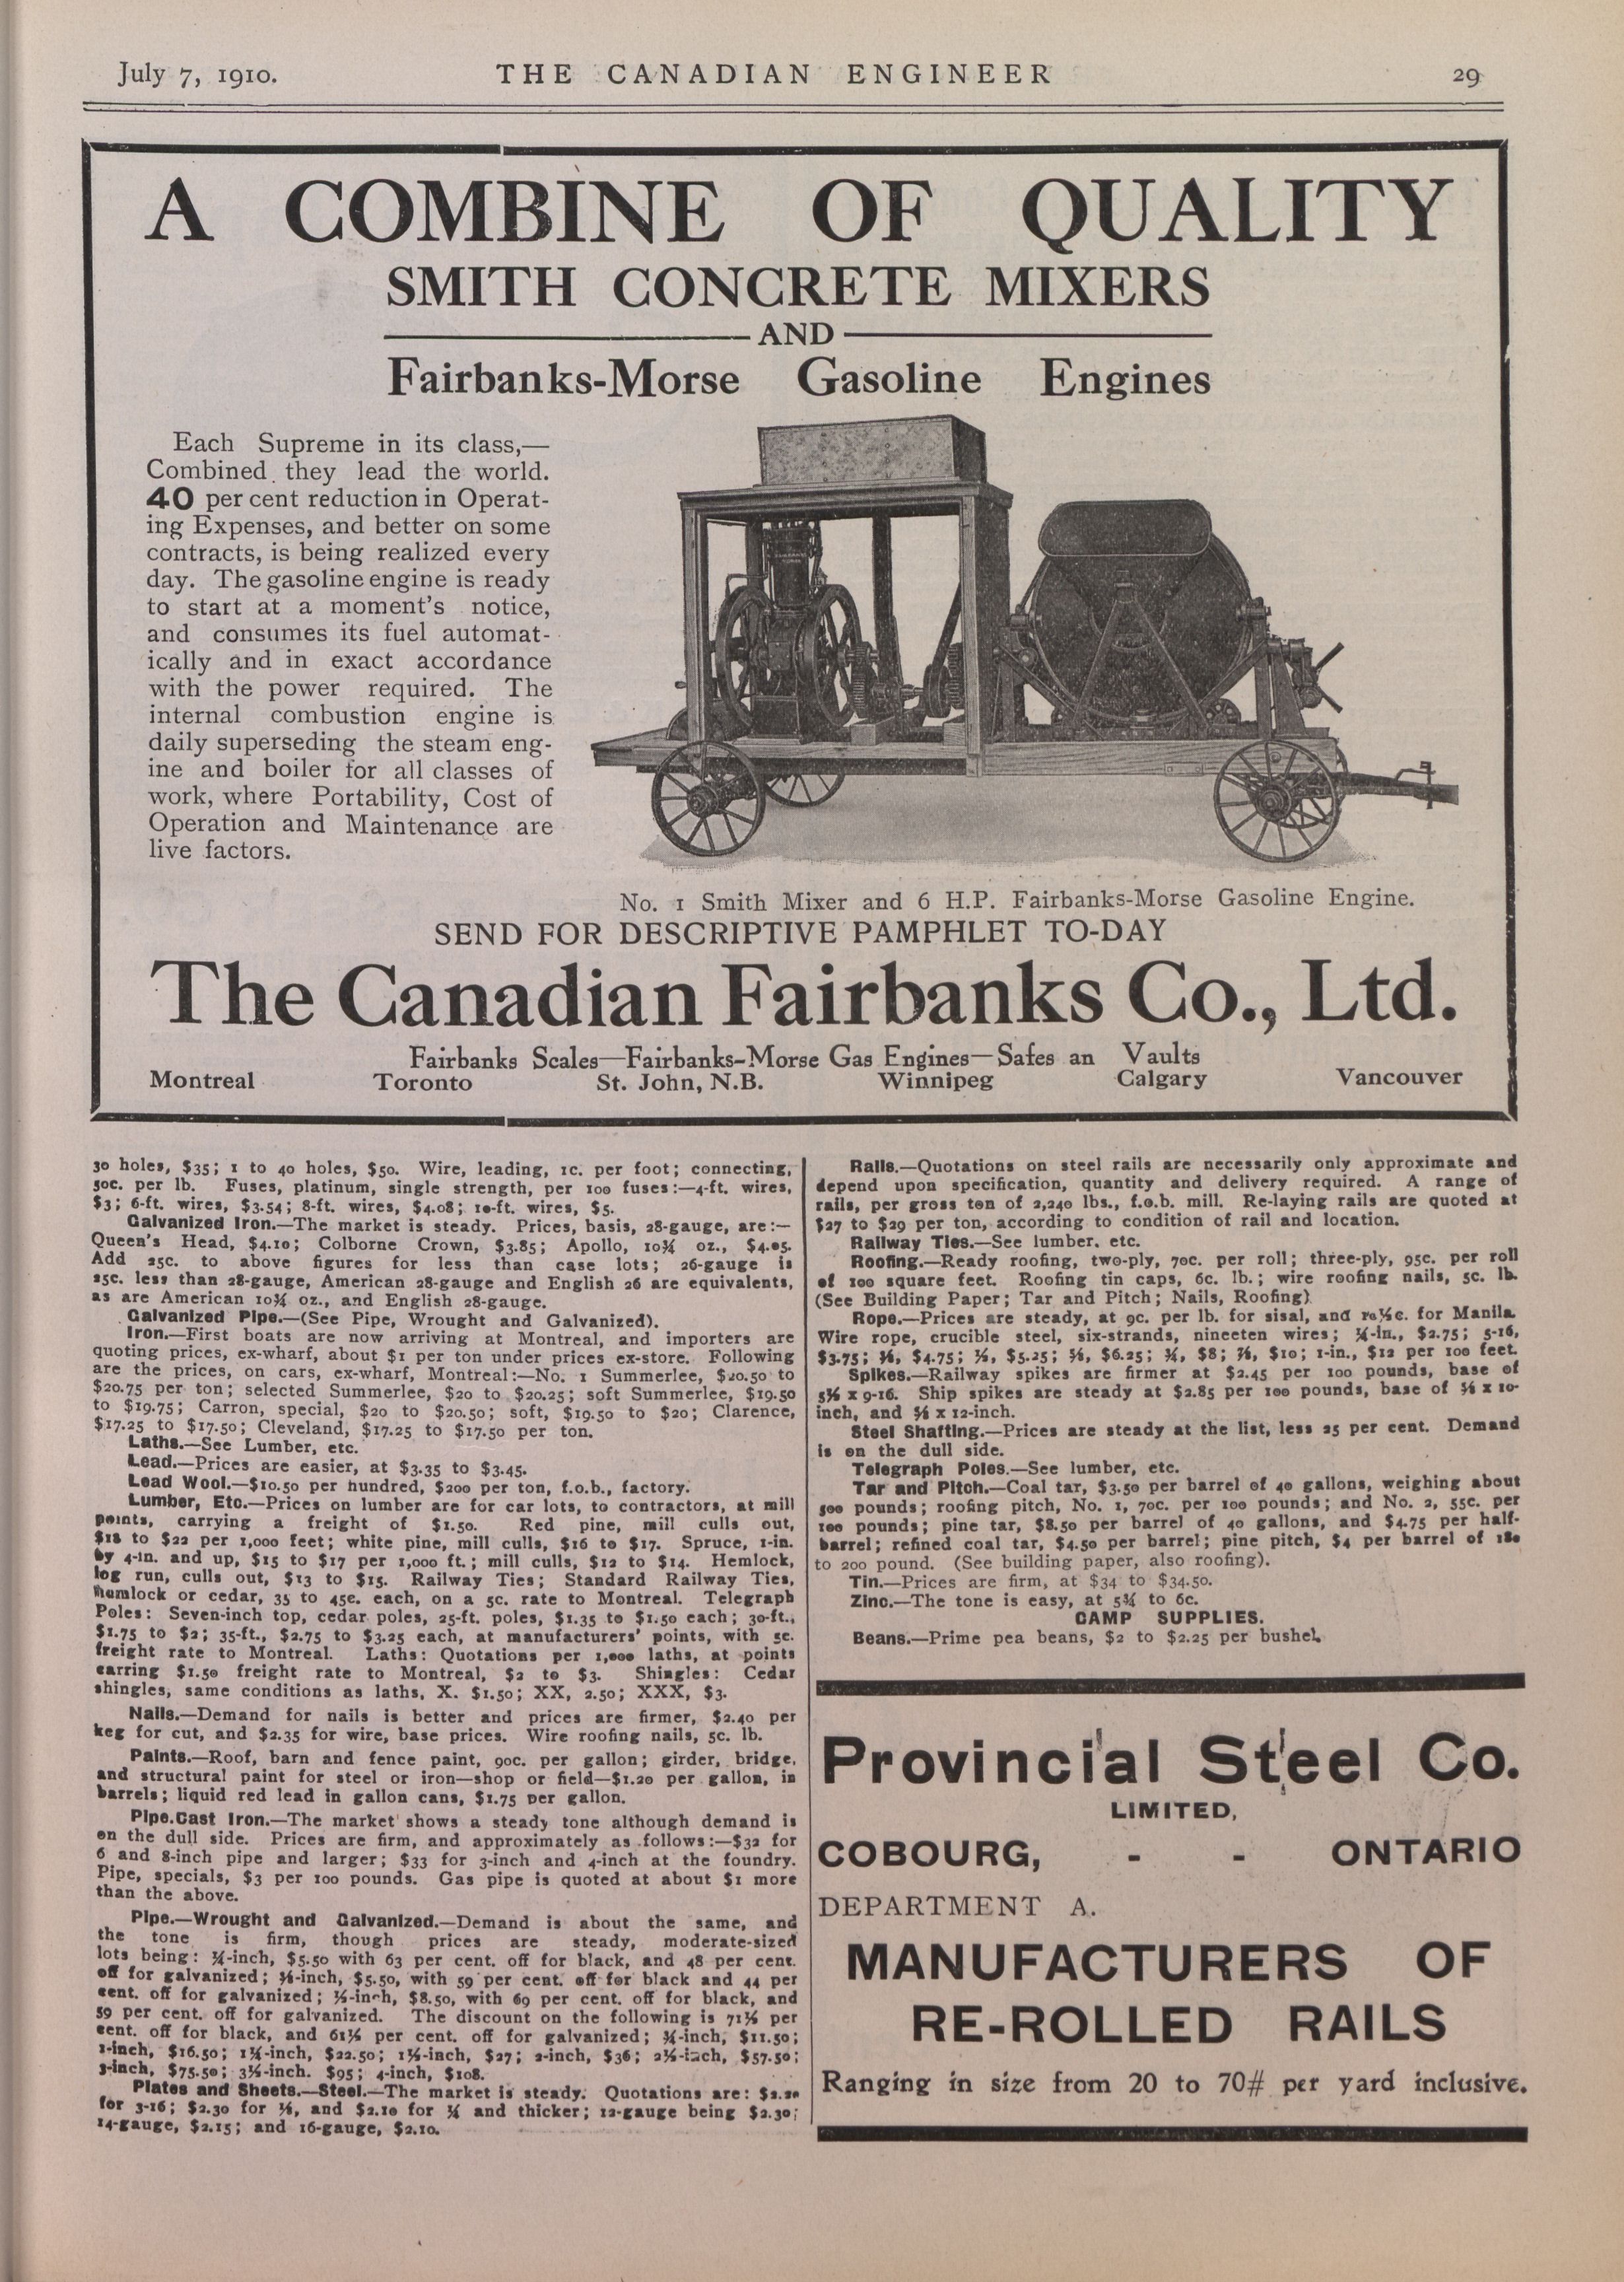 July 7, 1910.
THE CANADIAN ENGINEER
29
A COMBINE OF QUALITY
SMITH CONCRETE MIXERS
AND
Fairbanks-Morse Gasoline Engines
Each Supreme in its class,—
Combined they lead the world.
40 per cent reduction in Operat-
ing Expenses, and better on some
contracts, is being realized every
day. The gasoline engine is ready
to start at a moment's notice,
and consumes its fuel automat-
ically and in exact accordance
with the power required. The
internal combustion engine is
daily superseding the steam eng-
ine and boiler for all classes of
work, where Portability, Cost of
Operation and Maintenance are
live factors.
No. 1 Smith Mixer and 6 H.P. Fairbanks-Morse Gasoline Engine.
SEND FOR DESCRIPTIVE PAMPHLET TO-DAY
The Canadian Fairbanks Co., Ltd.
Fairbanks Scales—Fairbanks-Morse Gas Engines—Safes an Vaults
Montreal Toronto St. John, N.B. Winnipeg Calgary Vancouver
30 holes, $35; 1 to 40 holes, $50. Wire, leading, 1c. per foot; connecting,
50c. per lb. Fuses, platinum, single strength, per 100 fuses:—4-ft. wires,
$3; 6-ft. wires, $3.54; 8-ft. wires, $4.08; 10-ft. wires, $5.
Galvanized Iron.—The market is steady. Prices, basis, 28-gauge, are:—
Queen's Head, $4.10; Colborne Crown, $3.85; Apollo, 10¾ oz., $4.05.
Add 25c. to above figures for less than case lots; 26-gauge is
25c. less than 28-gauge, American 28-gauge and English 26 are equivalents,
as are American 10¾ oz., and English 28-gauge.
Galvanized Pipe.—(See Pipe, Wrought and Galvanized).
Iron.—First boats are now arriving at Montreal, and importers are
quoting prices, ex-wharf, about $1 per ton under prices ex-store. Following
are the prices, on cars, ex-wharf, Montreal:—No. 1 Summerlee, $20.50 to
$20.75 per ton; selected Summerlee, $20 to $20.25; soft Summerlee, $19.50
to $19.75; Carron, special, $20 to $20.50; soft, $19.50 to $20; Clarence,
$17.25 to $17.50; Cleveland, $17.25 to $17.50 per ton.
Laths.—See Lumber, etc.
Lead.—Prices are easier, at $3.35 to $3.45.
Lead Wool.—$10.50 per hundred, $200 per ton, f.o.b., factory.
Lumber, Etc.—Prices on lumber are for car lots, to contractors, at mill
points, carrying a freight of $1.50. Red pine, mill culls out,
$18 to $22 per 1,000 feet; white pine, mill culls, $16 to $17. Spruce, 1-in.
by 4-in. and up, $15 to $17 per 1,000 ft.; mill culls, $12 to $14. Hemlock,
log run, culls out, $13 to $15. Railway Ties; Standard Railway Ties,
hemlock or cedar, 35 to 45c. each, on a 5c. rate to Montreal. Telegraph
Poles: Seven-inch top, cedar poles, 25-ft. poles, $1.35 to $1.50 each; 30-ft.,
$1.75 to $2; 35-ft., $2.75 to $3.25 each, at manufacturers' points, with 5c.
freight rate to Montreal. Laths: Quotations per 1,000 laths, at points
carring $1.50 freight rate to Montreal, $2 to $3. Shingles: Cedar
shingles, same conditions as laths, X. $1.50; XX, 2.50; XXX, $3.
Nails.—Demand for nails is better and prices are firmer, $2.40 per
keg for cut, and $2.35 for wire, base prices. Wire roofing nails, 5c. lb.
Paints.—Roof, barn and fence paint, 90c. per gallon; girder, bridge,
and structural paint for steel or iron—shop or field—$1.20 per gallon, in
barrels; liquid red lead in gallon cans, $1.75 per gallon.
Pipe.Cast Iron.—The market shows a steady tone although demand is
on the dull side. Prices are firm, and approximately as follows:—$32 for
6 and 8-inch pipe and larger; $33 for 3-inch and 4-inch at the foundry.
Pipe, specials, $3 per 100 pounds. Gas pipe is quoted at about $1 more
than the above.
Pipe.—Wrought and Galvanized.—Demand is about the same, and
the tone is firm, though prices are steady, moderate-sized
lots being: ¼-inch, $5.50 with 63 per cent. off for black, and 48 per cent.
off for galvanized; ⅜-inch, $5.50, with 59 per cent. off for black and 44 per
cent. off for galvanized; ½-inch, $8.50, with 69 per cent. off for black, and
59 per cent. off for galvanized. The discount on the following is 71½ per
cent. off for black, and 61½ per cent. off for galvanized; ¾-inch, $11.50;
1-inch, $16.50; 1¼-inch, $22.50; 1½-inch, $27; 2-inch, $36; 2½-inch, $57.50;
3-inch, $75.50; 3½-inch. $95; 4-inch, $108.
Plates and Sheets.—Steel.—The market is steady. Quotations are: $2.20
for 3-16; $2.30 for ⅛, and $2.10 for ¼ and thicker; 12-gauge being $2.30;
14-gauge, $2.15; and 16-gauge, $2.10.
Rails.—Quotations on steel rails are necessarily only approximate and
depend upon specification, quantity and delivery required. A range of
rails, per gross ton of 2,240 lbs., f.o.b. mill. Re-laying rails are quoted at
$27 to $29 per ton, according to condition of rail and location.
Railway Ties.—See lumber, etc.
Roofing.—Ready roofing, two-ply, 70c. per roll; three-ply, 95c. per roll
of 100 square feet. Roofing tin caps, 6c. lb.; wire roofing nails, 5c. lb.
(See Building Paper; Tar and Pitch; Nails, Roofing)
Rope.—Prices are steady, at 9c. per lb. for sisal, and 10½c. for Manila.
Wire rope, crucible steel, six-strands, nineteen wires; ¼-in., $2.75; 5-16,
$3.75; ⅜, $4.75; ½, $5.25; ⅝, $6.25; ¾, $8; ⅞, $10; 1-in., $12 per 100 feet.
Spikes.—Railway spikes are firmer at $2.45 per 100 pounds, base of
5½ x 9-16. Ship spikes are steady at $2.85 per 100 pounds, base of ⅝ x 10-
inch, and ⅝ x 12-inch.
Steel Shafting.—Prices are steady at the list, less 25 per cent. Demand
is on the dull side.
Telegraph Poles.—See lumber, etc.
Tar and Pitch.—Coal tar, $3.50 per barrel of 40 gallons, weighing about
500 pounds; roofing pitch, No. 1, 70c. per 100 pounds; and No. 2, 55c. per
100 pounds; pine tar, $8.50 per barrel of 40 gallons, and $4.75 per half-
barrel; refined coal tar, $4.50 per barrel; pine pitch, $4 per barrel of 180
to 200 pound. (See building paper, also roofing).
Tin.—Prices are firm, at $34 to $34.50.
Zinc.—The tone is easy, at 5¾ to 6c.
CAMP SUPPLIES.
Beans.—Prime pea beans, $2 to $2.25 per bushel.
Provincial Steel Co.
LIMITED,
COBOURG, - - ONTARIO
DEPARTMENT A.
MANUFACTURERS OF
RE-ROLLED RAILS
Ranging in size from 20 to 70# per yard inclusive.